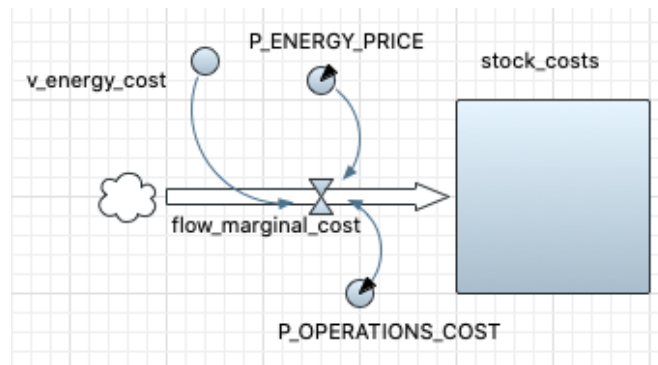 P_ENERGY_PRICE
stock_costs
v_energy_cost
flow_marginal_cost
P_OPERATIONS_COST